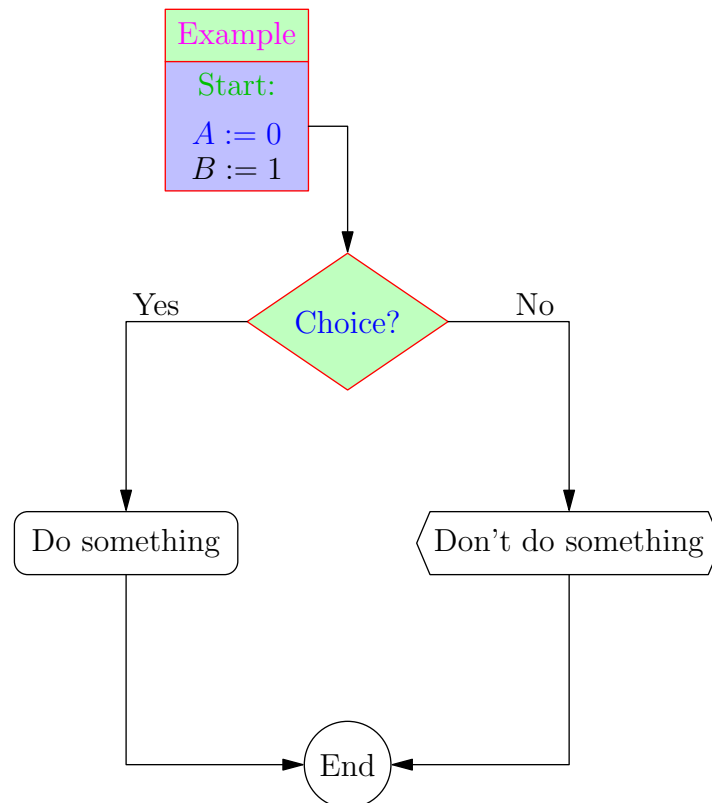 Example
Start:
A := 0
B := 1
Choice?
Yes
No
Do something
Don't do something
End